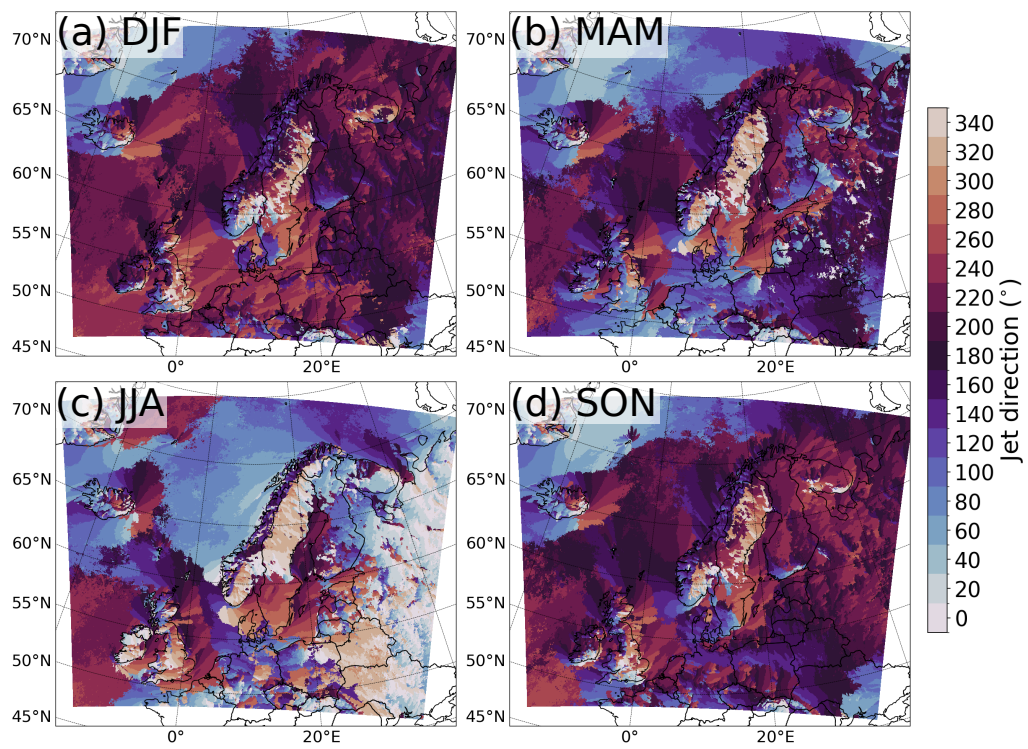 (a) DJF
(b) MAM
70°N
65°N
60°N
55°N
50°N
45°N
0°
20°E
70°N
65°N
60°N
55°N
50°N
45°N
0°
20°E
(c) JJA
(d) SON
70°N
65°N
60°N
55°N
50°N
45°N
0°
20°E
70°N
65°N
60°N
55°N
50°N
45°N
0°
20°E
340
320
300
280
260
240
220
200
180
160
140
120
100
80
60
40
20
0
Jet direction (°)